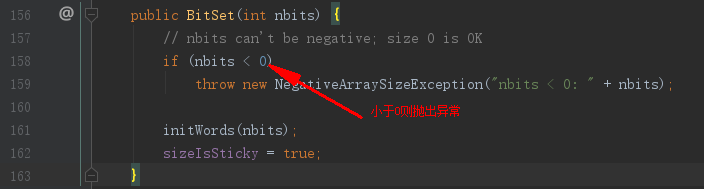 156 @ public BitSet(int nbits) {
157 // nbits can't be negative; size 0 is OK
158 if (nbits < 0)
159 throw new NegativeArraySizeException("nbits < 0: " + nbits);
160 小于0则抛出异常
161 initWords(nbits);
162 sizeIsSticky = true;
163 }